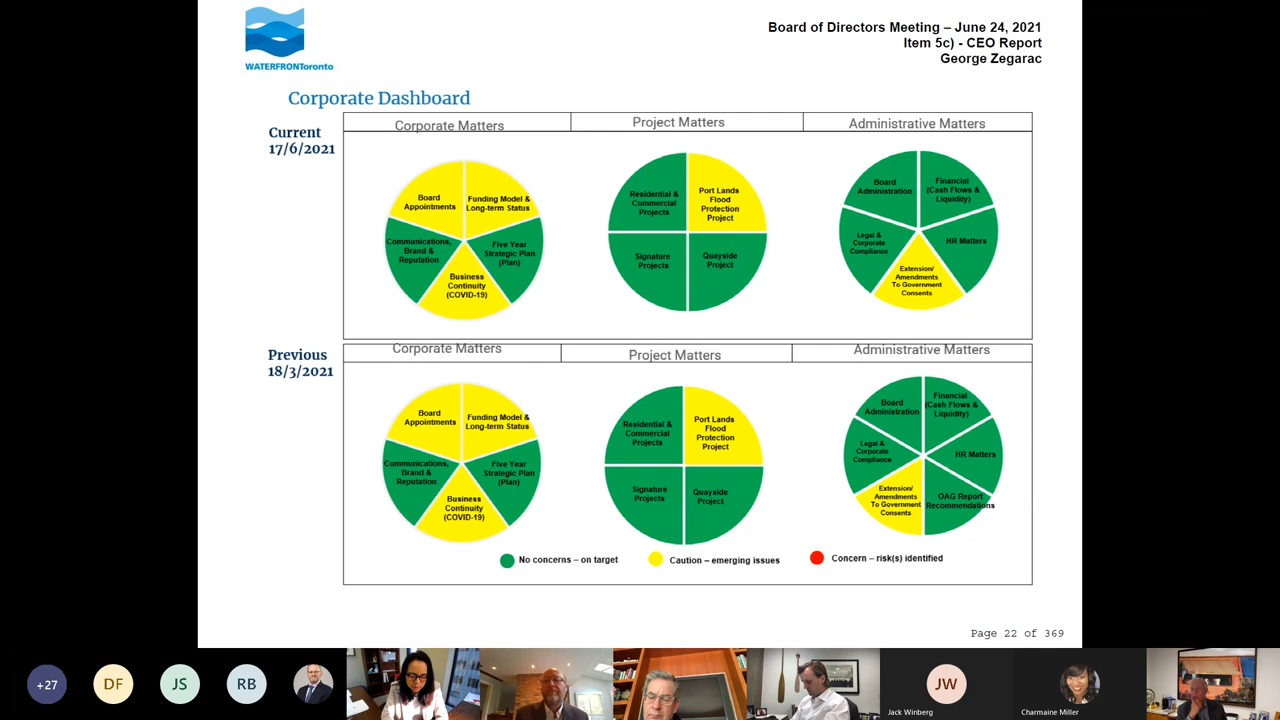 WATERFRONToronto
Board of Directors Meeting – June 24, 2021
Item 5c) - CEO Report
George Zegarac
Corporate Dashboard
Current
17/6/2021
Corporate Matters
Project Matters
Administrative Matters
Board
Appointments
Funding Model &
Long-term Status
Communications,
Brand &
Reputation
Five Year
Strategic Plan
(Plan)
Business
Continuity
(COVID-19)
Residential &
Commercial
Projects
Port Lands
Flood
Protection
Project
Signature
Projects
Quayside
Project
Board
Administration
Financial
(Cash Flows &
Liquidity)
Legal &
Corporate
Compliance
HR Matters
Extension/
Amendments
To Government
Consents
Previous
18/3/2021
Corporate Matters
Project Matters
Administrative Matters
Board
Appointments
Funding Model &
Long-term Status
Communications,
Brand &
Reputation
Five Year
Strategic Plan
(Plan)
Business
Continuity
(COVID-19)
Residential &
Commercial
Projects
Port Lands
Flood
Protection
Project
Signature
Projects
Quayside
Project
Board
Administration
Financial
(Cash Flows &
Liquidity)
Legal &
Corporate
Compliance
HR Matters
Extension/
Amendments
To Government
Consents
OAG Report
Recommendations
No concerns – on target
Caution – emerging issues
Concern – risk(s) identified
Page 22 of 369
+27
DF
JS
RB
JW
Jack Winberg
Charmaine Miller